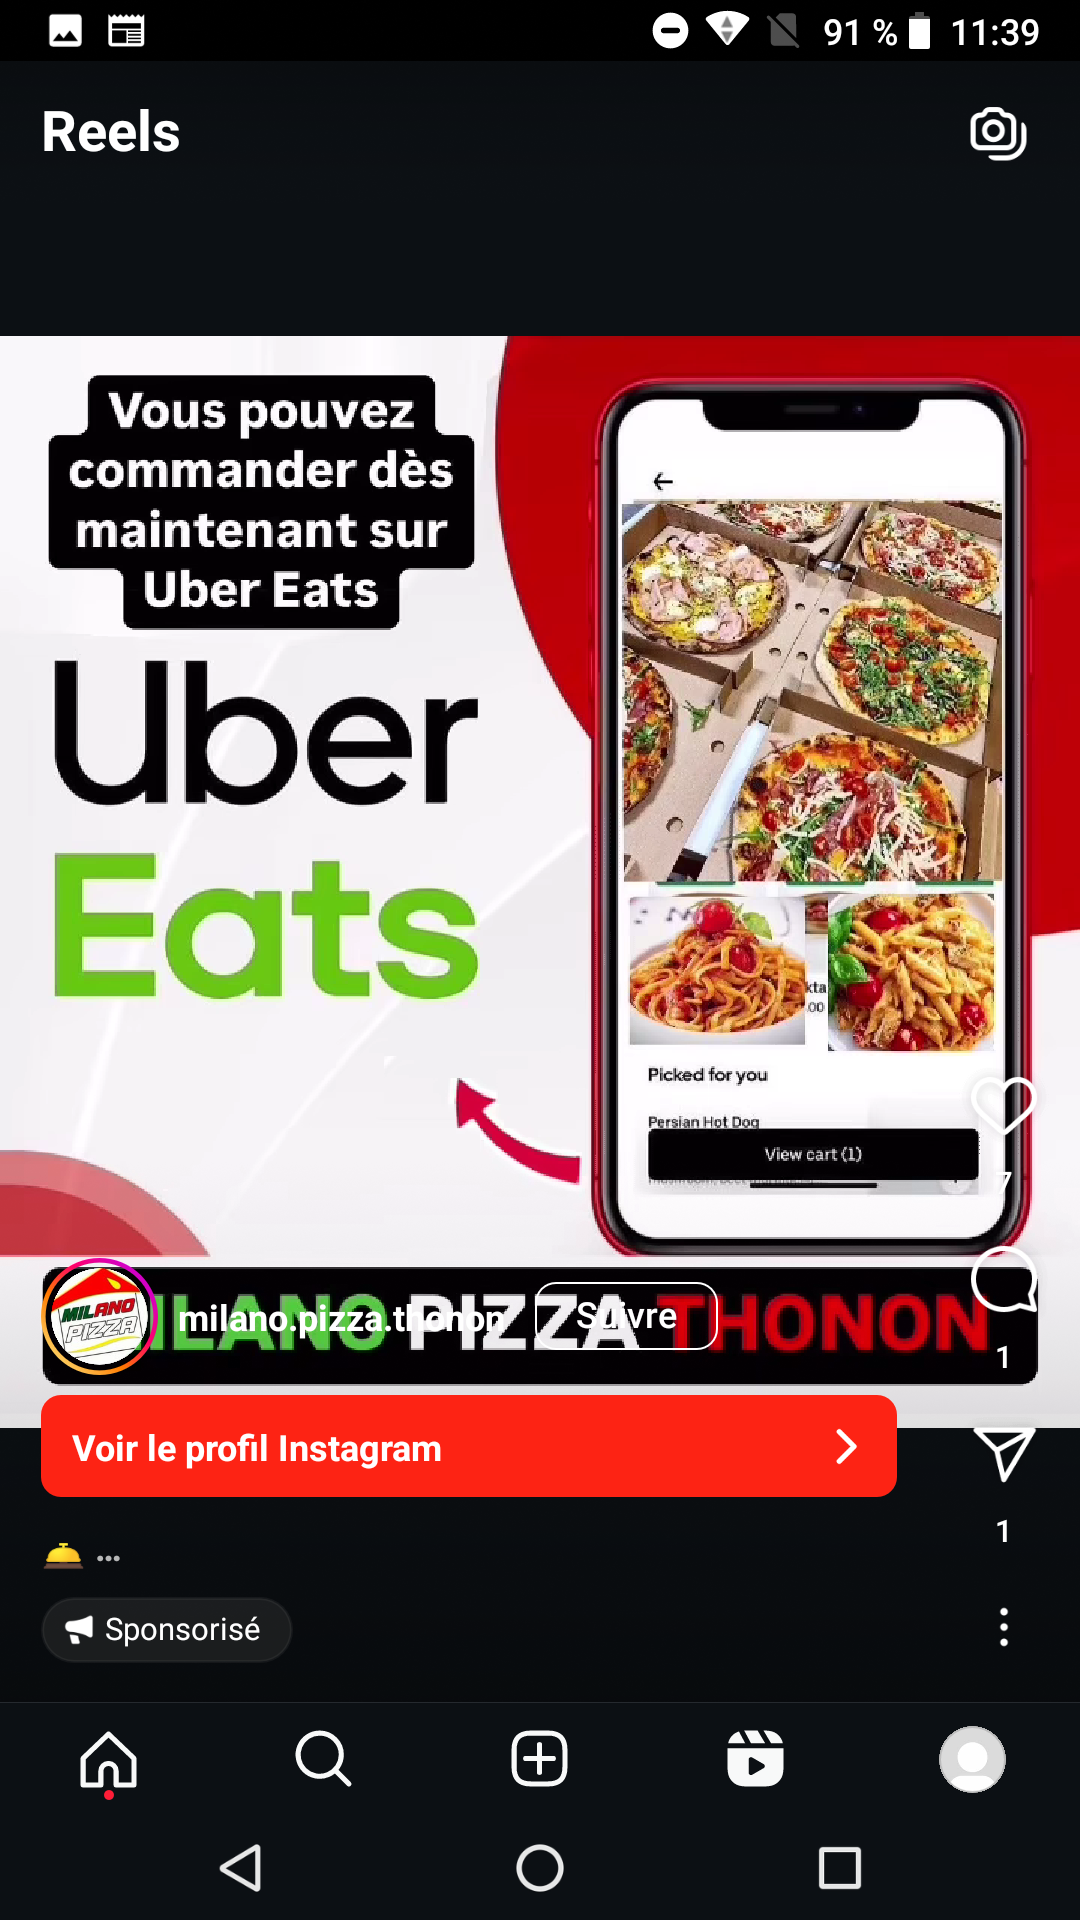 91 % 11:39
Reels
Vous pouvez
commander dès
maintenant sur
Uber Eats
Uber
Eats
Picked for you
Persian Hot Dog
View cart (1)
7
MILANO
PIZZA
MILANO PIZZA THONON
milano.pizza.thonon
Suivre
1
Voir le profil Instagram
1
...
Sponsorisé